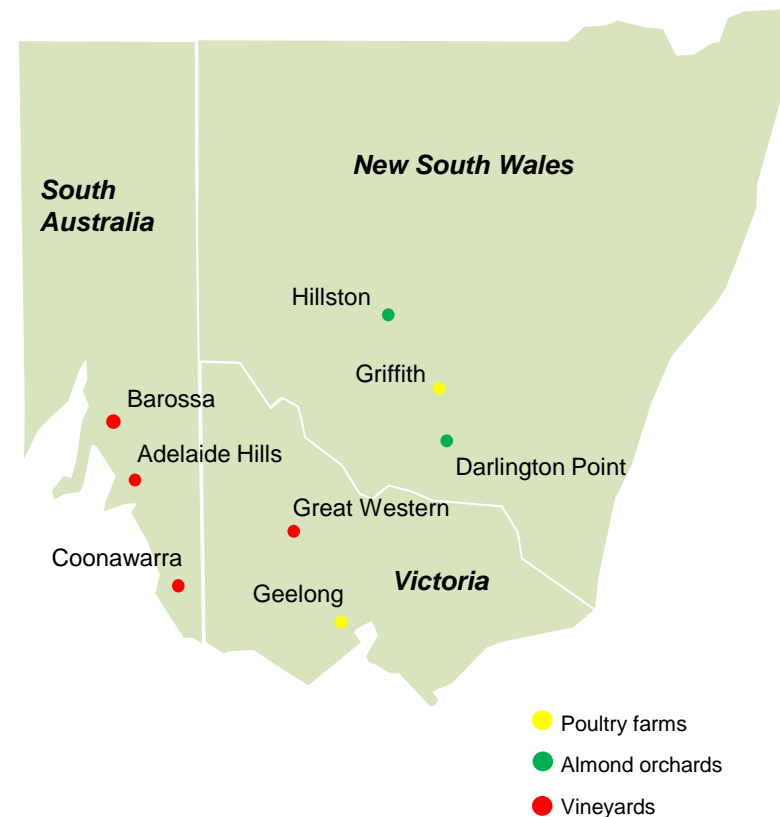 New South Wales
South
Australia
Hillston
Griffith
Barossa
Adelaide Hills
Darlington Point
Great Western
Coonawarra
Victoria
Geelong
Poultry farms
Almond orchards
Vineyards